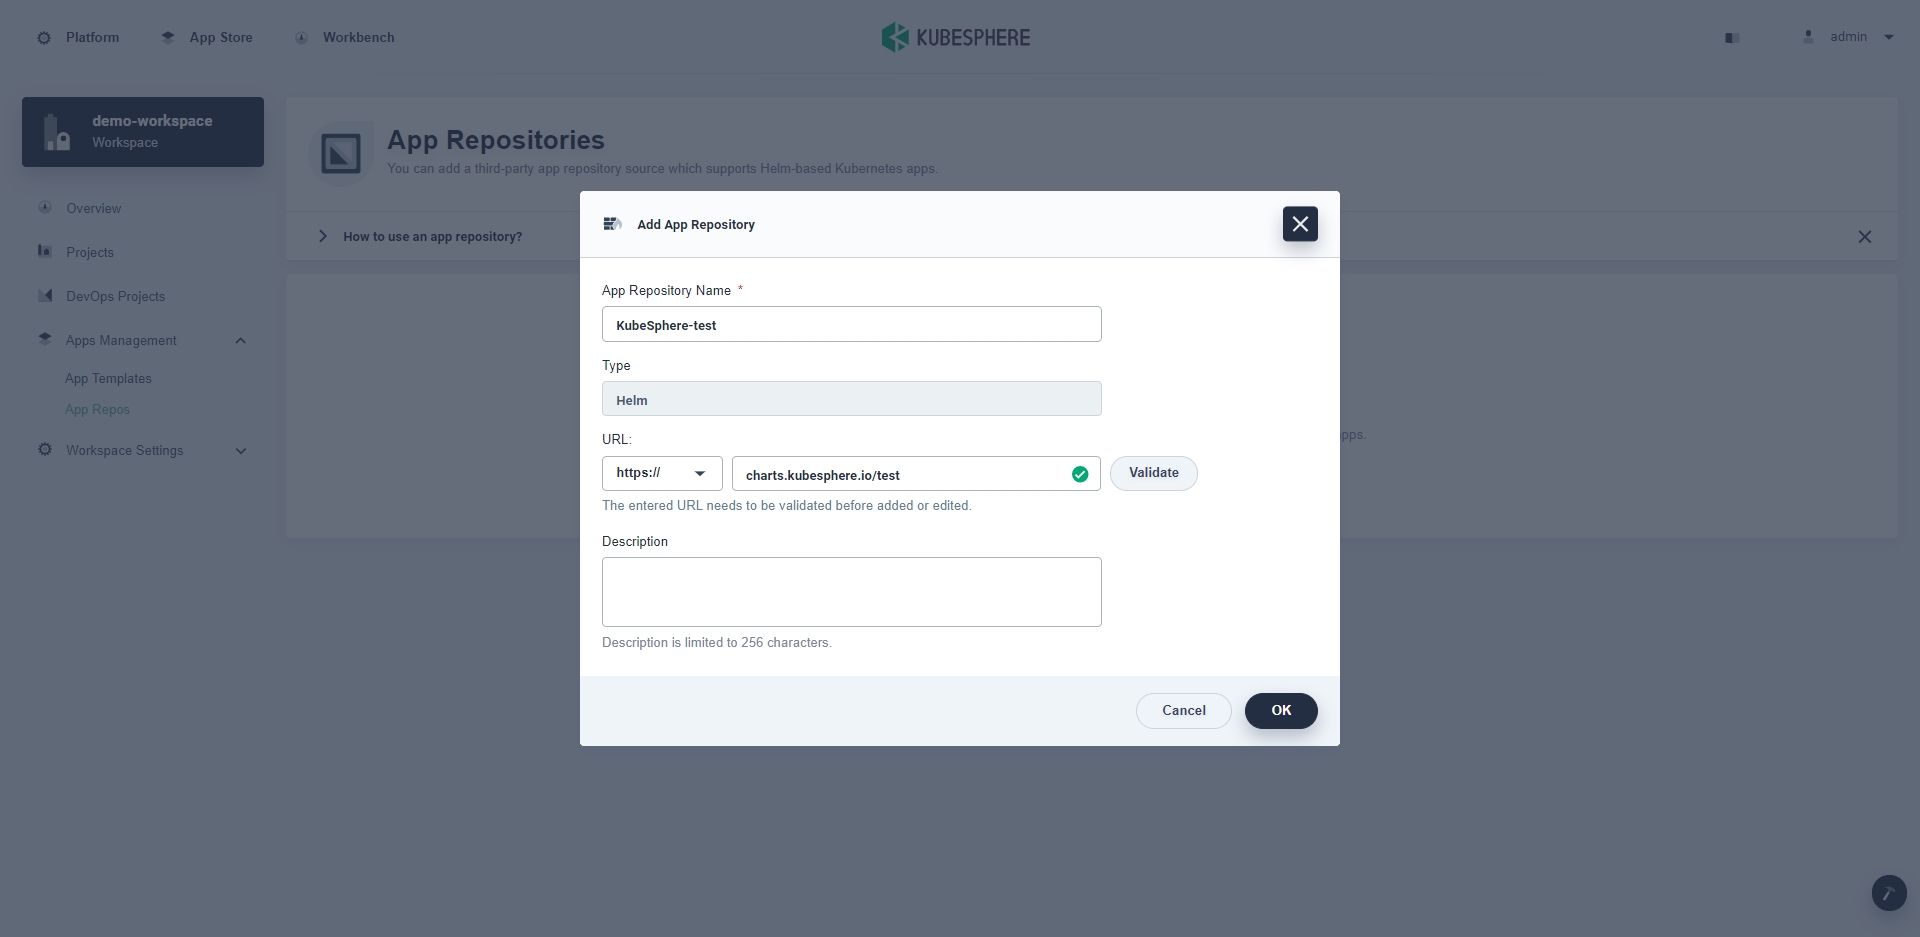 Platform
App Store
Workbench
KUBESPHERE
admin
demo-workspace
Workspace
Overview
Projects
DevOps Projects
Apps Management
App Templates
App Repos
Workspace Settings
App Repositories
You can add a third-party app repository source which supports Helm-based Kubernetes apps.
How to use an app repository?
Add App Repository
App Repository Name *
KubeSphere-test
Type
Helm
URL:
https://
charts.kubesphere.io/test
Validate
The entered URL needs to be validated before added or edited.
Description
Description is limited to 256 characters.
Cancel
OK